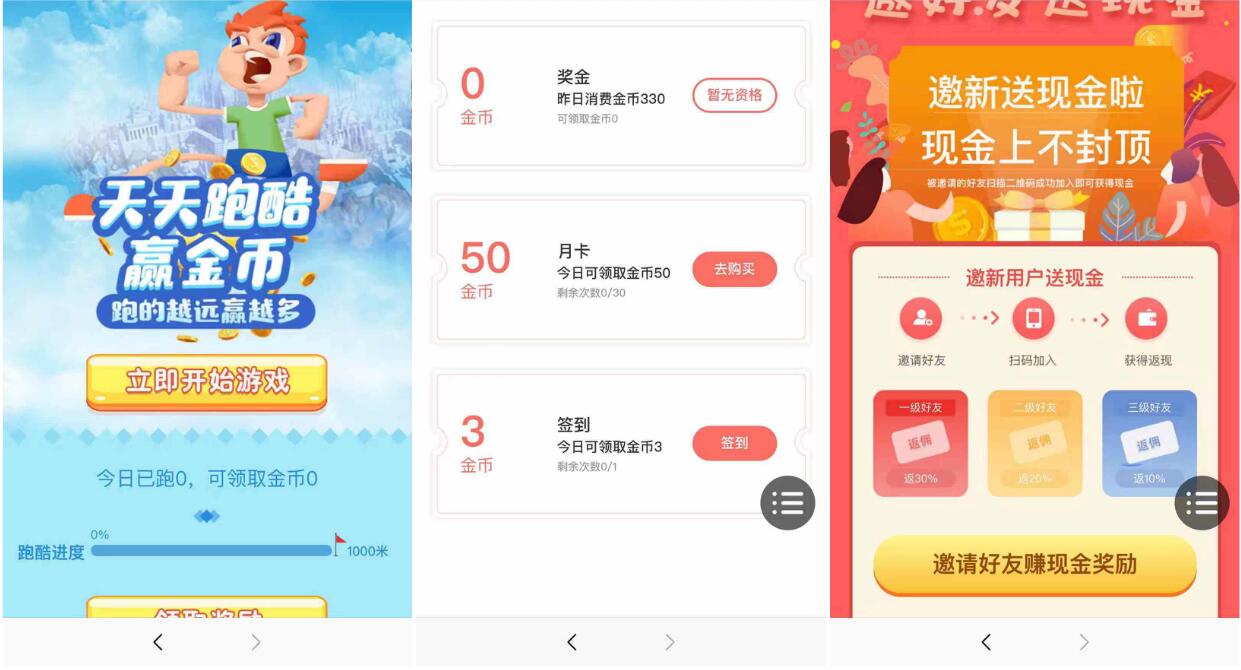 天天跑酷
赢金币
跑的越远赢越多
立即开始游戏
今日已跑0，可领取金币0
0%
跑酷进度
1000米
领取奖励
0
金币
奖金
昨日消费金币330
可领取金币0
暂无资格
50
金币
月卡
今日可领取金币50
剩余次数0/30
去购买
3
金币
签到
今日可领取金币3
剩余次数0/1
签到
邀好友送现金
邀新送现金啦
现金上不封顶
被邀请的好友扫描二维码成功加入即可获得现金
邀新用户送现金
邀请好友
扫码加入
获得返现
一级好友
返佣
返30%
二级好友
返佣
返20%
三级好友
返佣
返10%
邀请好友赚现金奖励